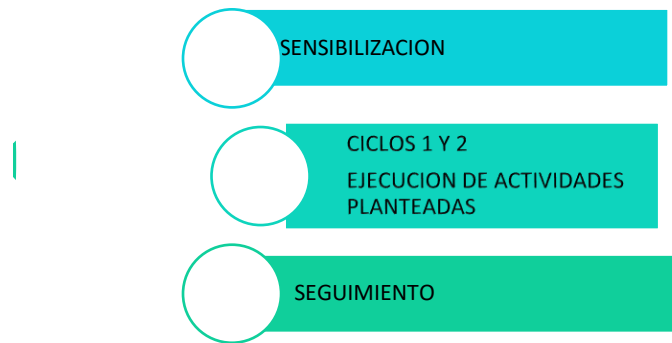 SENSIBILIZACION
CICLOS 1 Y 2
EJECUCION DE ACTIVIDADES
PLANTEADAS
SEGUIMIENTO